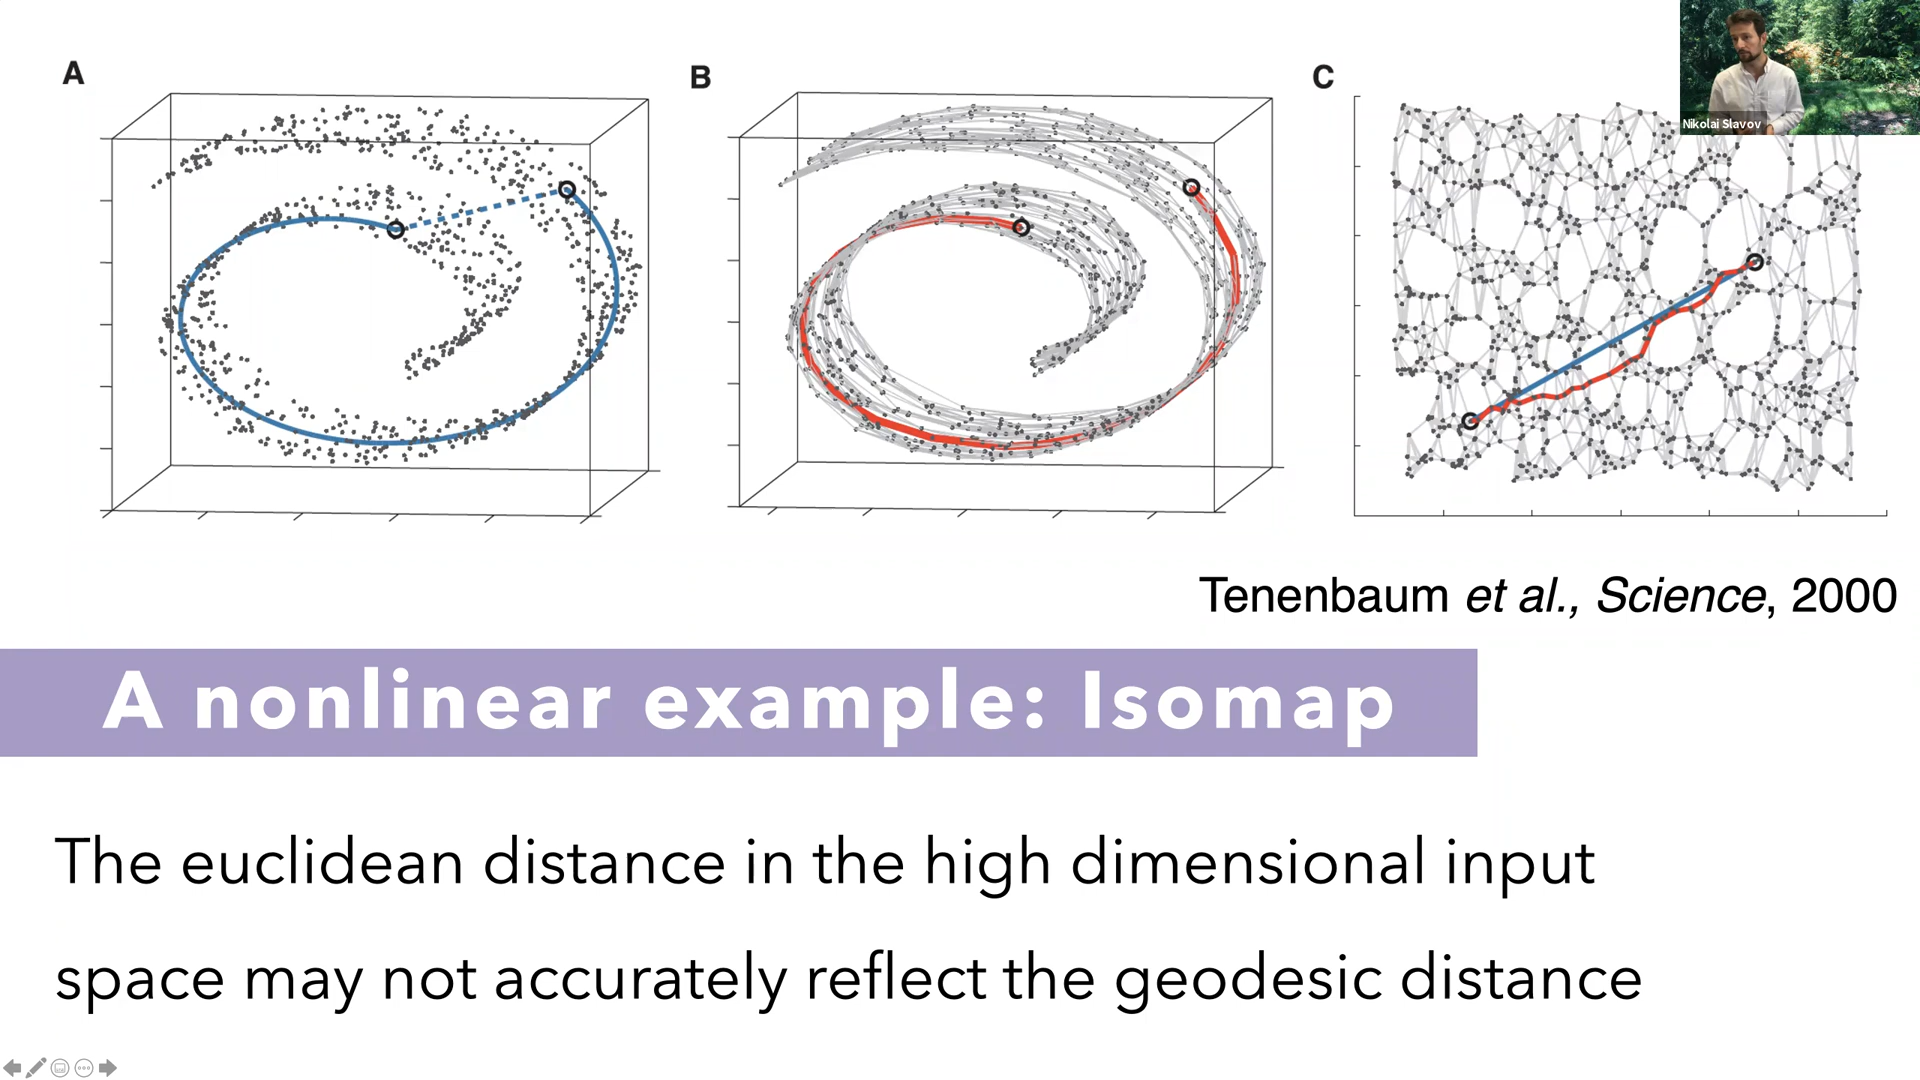 A
B
C
Nikolai Slavov
Tenenbaum et al., Science, 2000
A nonlinear example: Isomap
The euclidean distance in the high dimensional input
space may not accurately reflect the geodesic distance